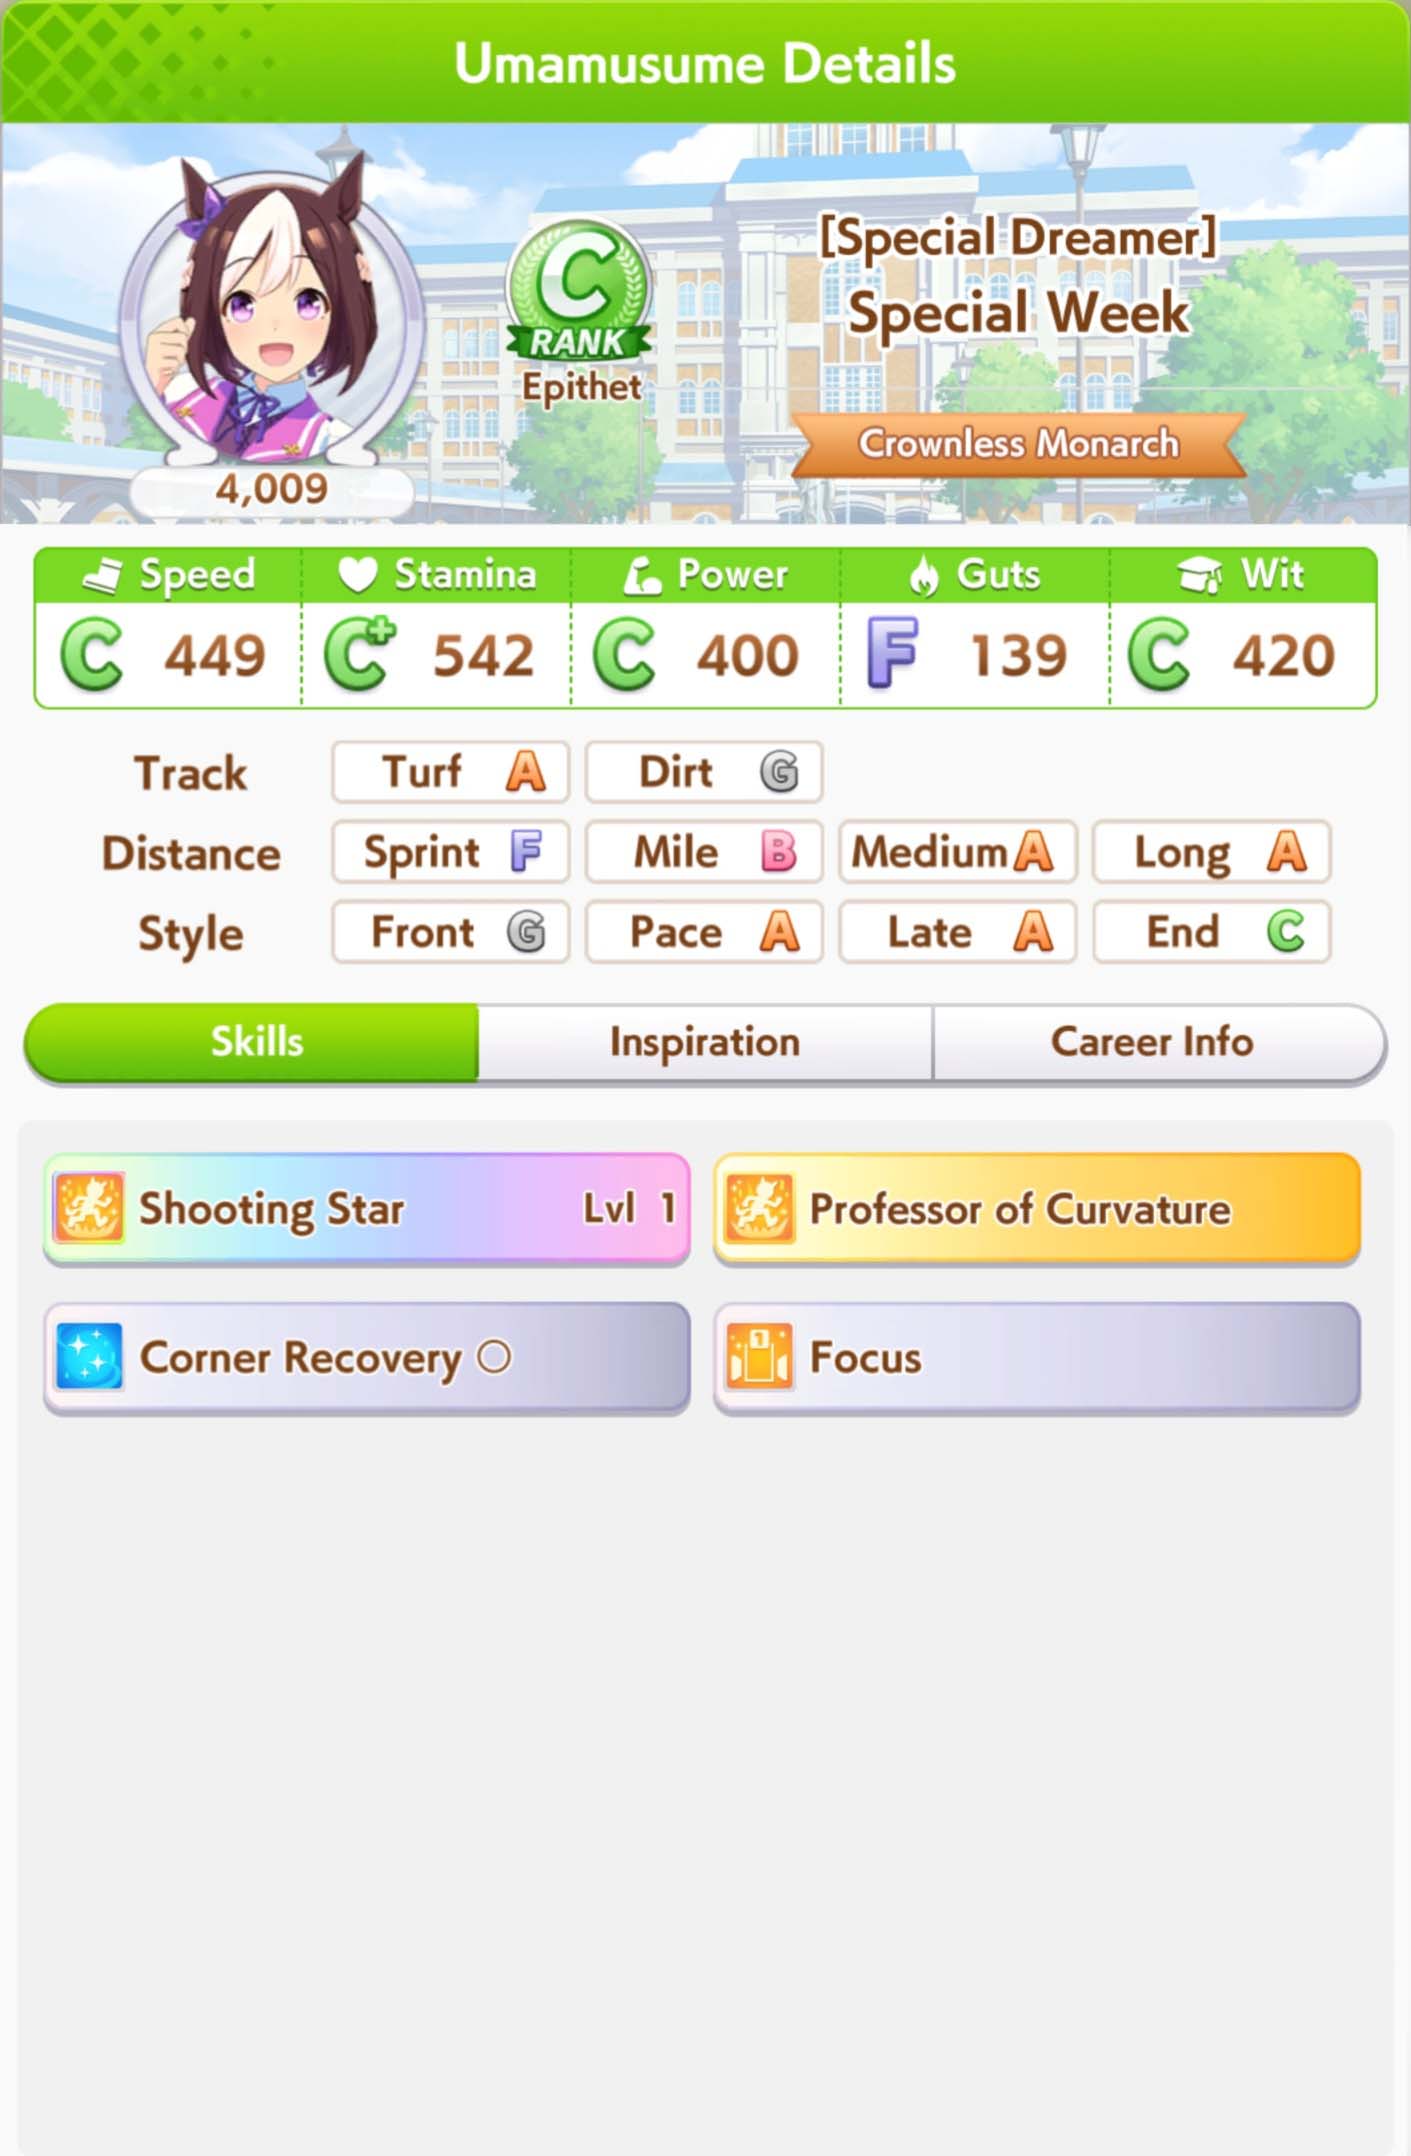 Umamusume Details
C
RANK
Epithet
[Special Dreamer]
Special Week
Crownless Monarch
4,009
Speed Stamina Power Guts Wit
C 449 C+ 542 C 400 F 139 C 420
Track Turf A Dirt G
Distance Sprint F Mile B Medium A Long A
Style Front G Pace A Late A End C
Skills Inspiration Career Info
Shooting Star Lvl 1 Professor of Curvature
Corner Recovery ○ 1 Focus